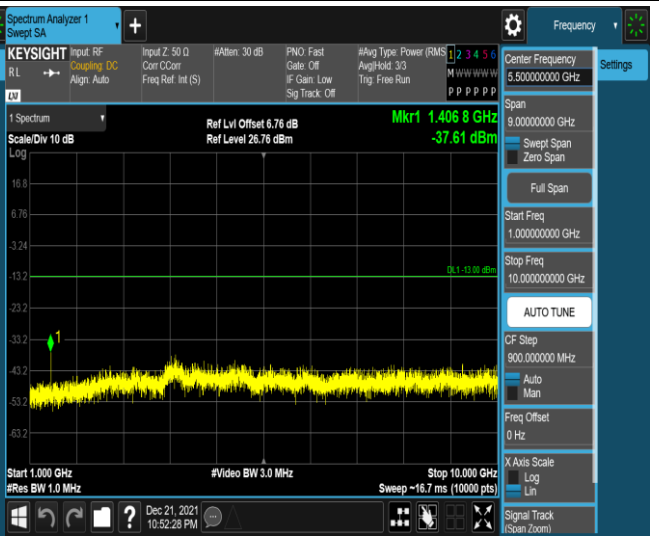 Spectrum Analyzer 1
Swept SA
Frequency
KEYSIGHT
RL
Input: RF
Coupling: DC
Align: Auto
Input Z: 50 Ω
Corr CCorr
Freq Ref: Int (S)
#Atten: 30 dB
PNO: Fast
Gate: Off
IF Gain: Low
Sig Track: Off
#Avg Type: Power (RMS
Avg|Hold: 3/3
Trig: Free Run
1 2 3 4 5 6
M W W W W W
P P P P P P
LXI
1 Spectrum
Scale/Div 10 dB
Ref Lvl Offset 6.76 dB
Ref Level 26.76 dBm
Mkr1 1.406 8 GHz
-37.61 dBm
Log
16.8
6.76
-3.24
-13.2
-23.2
-33.2
-43.2
-53.2
-63.2
DL1 -13.00 dBm
1
Start 1.000 GHz
#Res BW 1.0 MHz
#Video BW 3.0 MHz
Stop 10.000 GHz
Sweep ~16.7 ms (10000 pts)
Dec 21, 2021
10:52:28 PM
Center Frequency
5.500000000 GHz
Settings
Span
9.00000000 GHz
Swept Span
Zero Span
Full Span
Start Freq
1.000000000 GHz
Stop Freq
10.000000000 GHz
AUTO TUNE
CF Step
900.000000 MHz
Auto
Man
Freq Offset
0 Hz
X Axis Scale
Log
Lin
Signal Track
(Span Zoom)